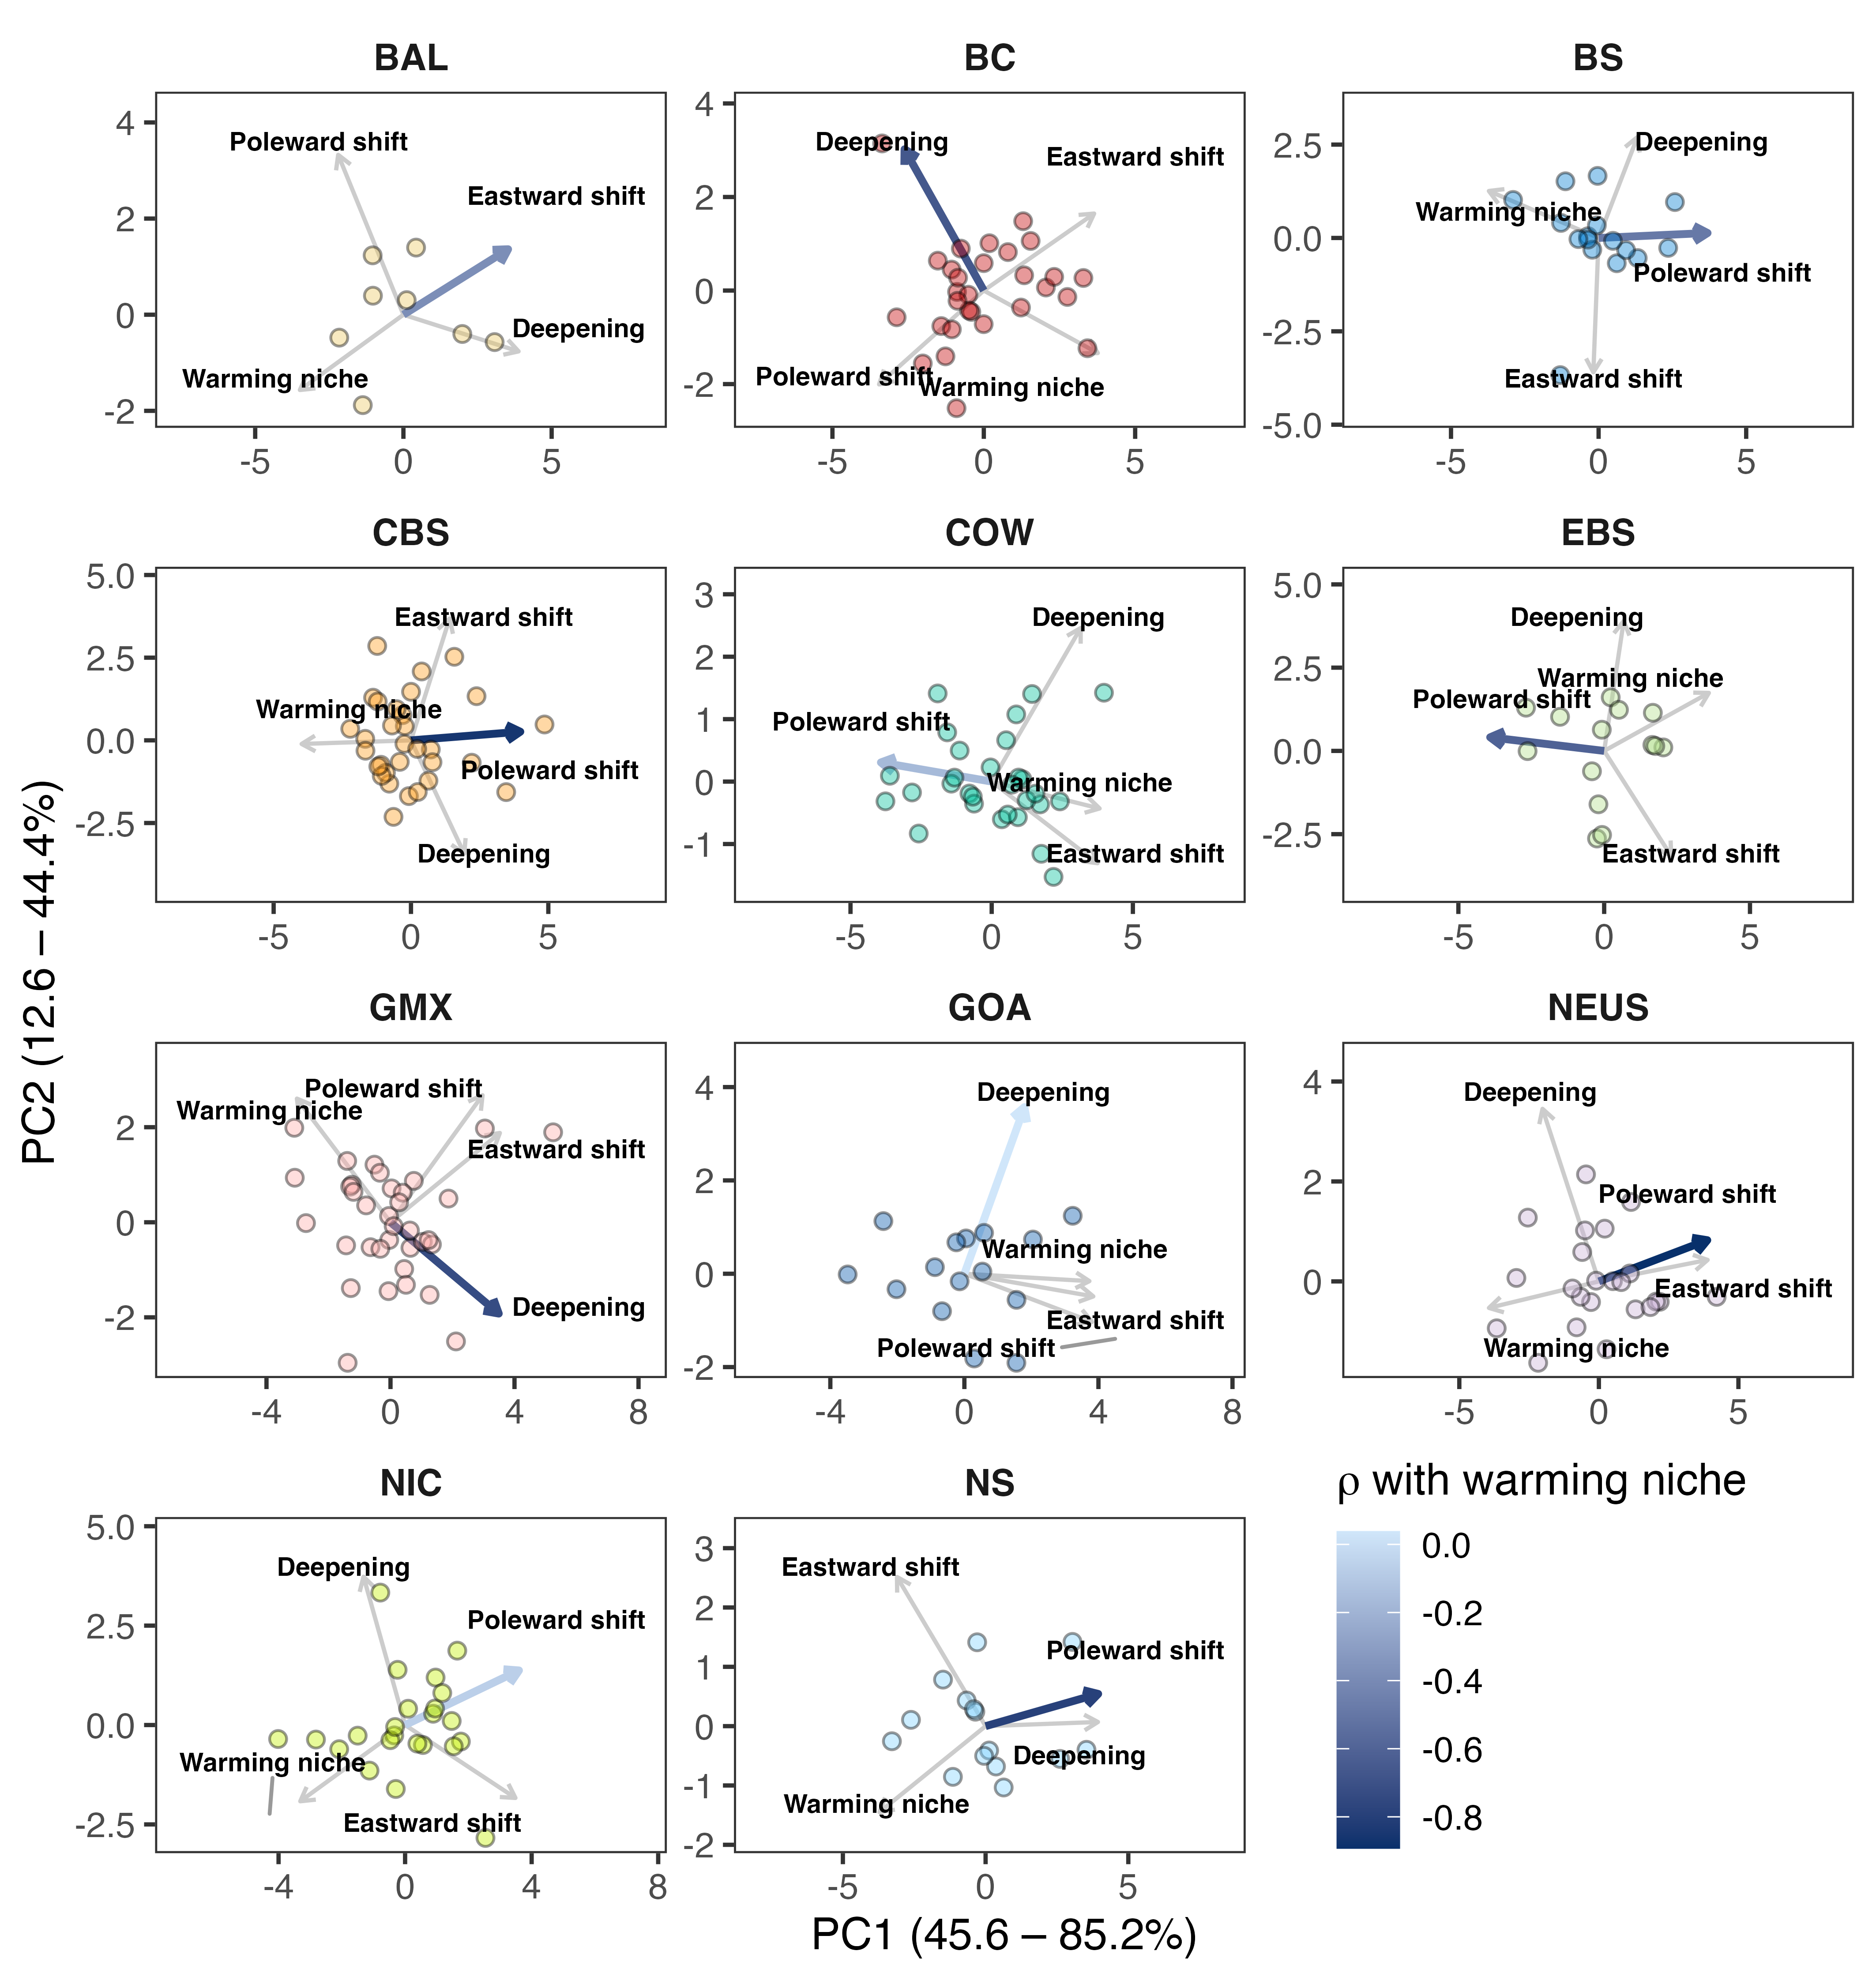 BAL BC BS
4 2 0 -2
Poleward shift
Eastward shift
Deepening
Warming niche
-5 0 5
4 2 0 -2
Deepening
Eastward shift
Poleward shift
Warming niche
-5 0 5
2.5 0.0 -2.5 -5.0
Deepening
Warming niche
Poleward shift
Eastward shift
-5 0 5
CBS COW EBS
5.0 2.5 0.0 -2.5
Eastward shift
Warming niche
Poleward shift
Deepening
-5 0 5
3 2 1 0 -1
Deepening
Poleward shift
Warming niche
Eastward shift
-5 0 5
5.0 2.5 0.0 -2.5
Deepening
Warming niche
Poleward shift
Eastward shift
-5 0 5
PC2 (12.6 – 44.4%)
GMX GOA NEUS
2 0 -2
Poleward shift
Warming niche
Eastward shift
Deepening
-4 0 4 8
4 2 0 -2
Deepening
Warming niche
Eastward shift
Poleward shift
-4 0 4 8
4 2 0
Deepening
Poleward shift
Eastward shift
Warming niche
-5 0 5
NIC NS
5.0 2.5 0.0 -2.5
Deepening
Poleward shift
Warming niche
Eastward shift
-4 0 4 8
3 2 1 0 -1 -2
Eastward shift
Poleward shift
Deepening
Warming niche
-5 0 5
ρ with warming niche
0.0
-0.2
-0.4
-0.6
-0.8
PC1 (45.6 – 85.2%)